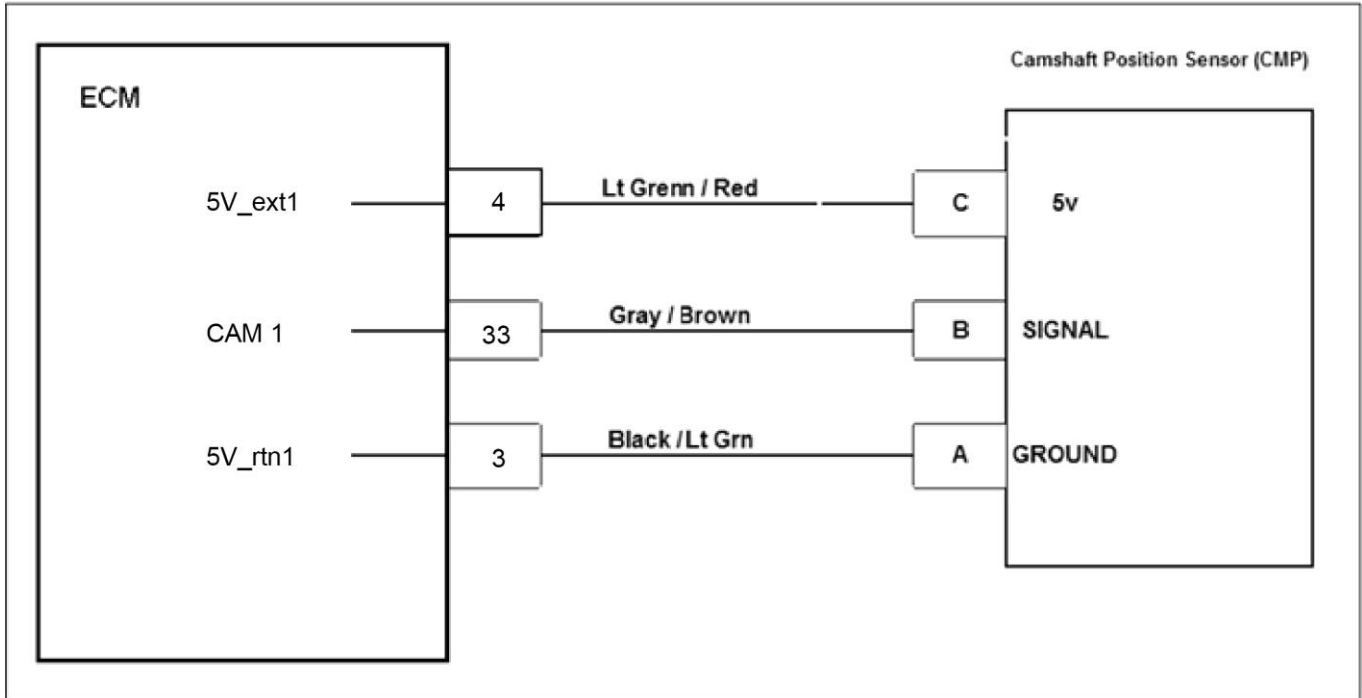 Camshaft Position Sensor (CMP)
ECM
5V_ext1 4 Lt Grenn / Red C 5v
CAM 1 33 Gray / Brown B SIGNAL
5V_rtn1 3 Black / Lt Grn A GROUND